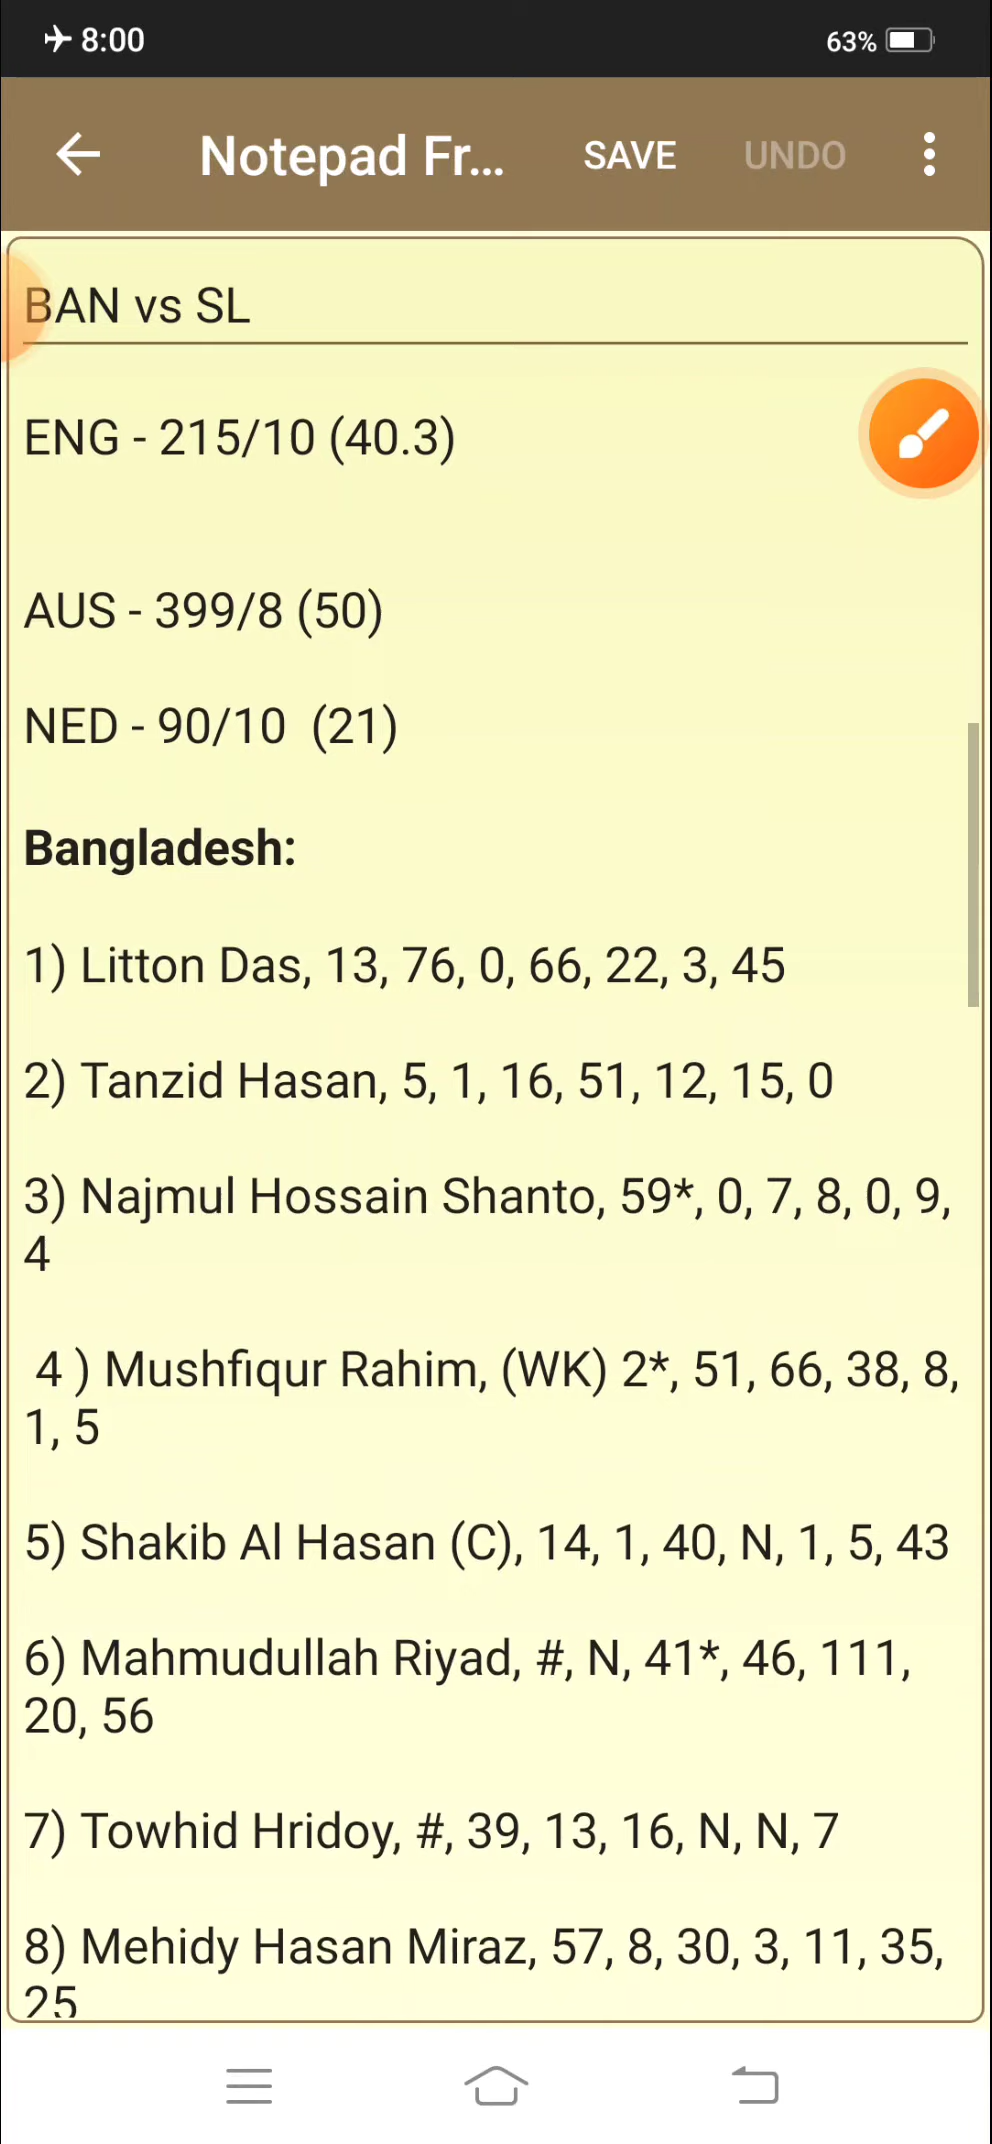 8:00
63%
Notepad Fr...
SAVE
UNDO
BAN vs SL
ENG - 215/10 (40.3)
AUS - 399/8 (50)
NED - 90/10  (21)
Bangladesh:
1) Litton Das, 13, 76, 0, 66, 22, 3, 45
2) Tanzid Hasan, 5, 1, 16, 51, 12, 15, 0
3) Najmul Hossain Shanto, 59*, 0, 7, 8, 0, 9,
4
4 ) Mushfiqur Rahim, (WK) 2*, 51, 66, 38, 8,
1, 5
5) Shakib Al Hasan (C), 14, 1, 40, N, 1, 5, 43
6) Mahmudullah Riyad, #, N, 41*, 46, 111,
20, 56
7) Towhid Hridoy, #, 39, 13, 16, N, N, 7
8) Mehidy Hasan Miraz, 57, 8, 30, 3, 11, 35,
25